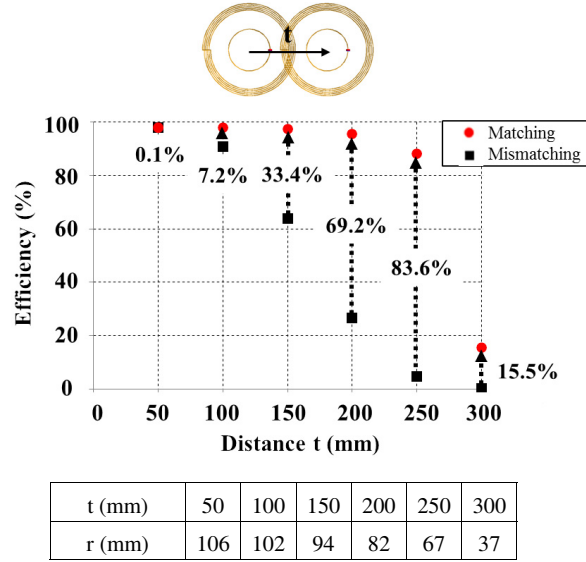 t
100
80
60
40
20
0
Efficiency (%)
Matching
Mismatching
0.1%
7.2%
33.4%
69.2%
83.6%
15.5%
0 50 100 150 200 250 300
Distance t (mm)
t (mm) 50 100 150 200 250 300
r (mm) 106 102 94 82 67 37